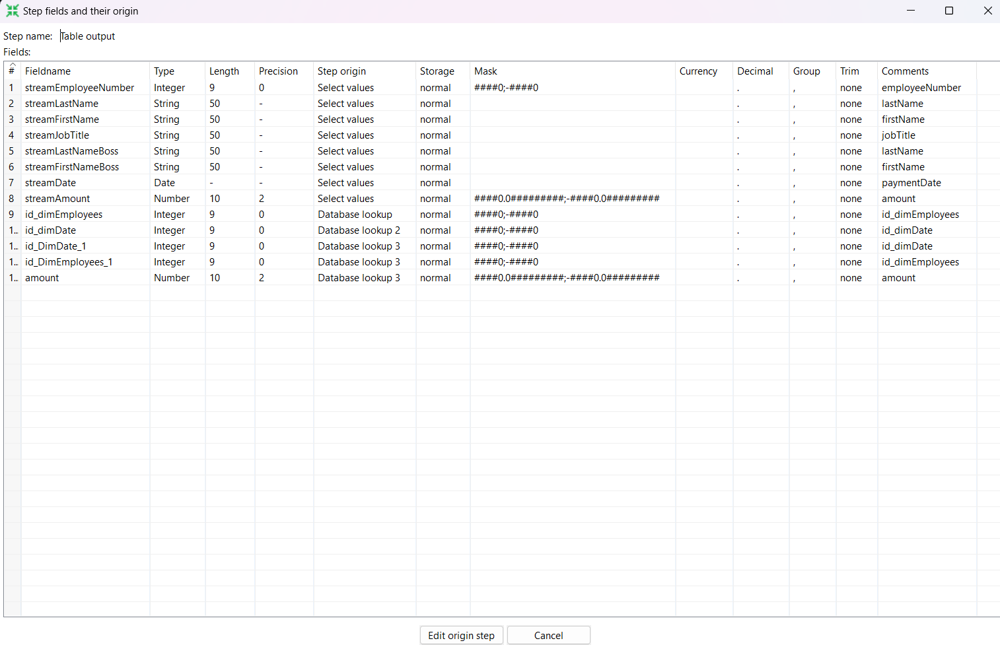 Step fields and their origin
Step name: Table output
Fields:
# Fieldname Type Length Precision Step origin Storage Mask Currency Decimal Group Trim Comments
1 streamEmployeeNumber Integer 9 0 Select values normal ####0;-####0 . , none employeeNumber
2 streamLastName String 50 - Select values normal . , none lastName
3 streamFirstName String 50 - Select values normal . , none firstName
4 streamJobTitle String 50 - Select values normal . , none jobTitle
5 streamLastNameBoss String 50 - Select values normal . , none lastName
6 streamFirstNameBoss String 50 - Select values normal . , none firstName
7 streamDate Date - - Select values normal . , none paymentDate
8 streamAmount Number 10 2 Select values normal ####0.0#########;-####0.0######### . , none amount
9 id_dimEmployees Integer 9 0 Database lookup normal ####0;-####0 . , none id_dimEmployees
1.. id_dimDate Integer 9 0 Database lookup 2 normal ####0;-####0 . , none id_dimDate
1.. id_DimDate_1 Integer 9 0 Database lookup 3 normal ####0;-####0 . , none id_dimDate
1.. id_DimEmployees_1 Integer 9 0 Database lookup 3 normal ####0;-####0 . , none id_dimEmployees
1.. amount Number 10 2 Database lookup 3 normal ####0.0#########;-####0.0######### . , none amount
Edit origin step Cancel